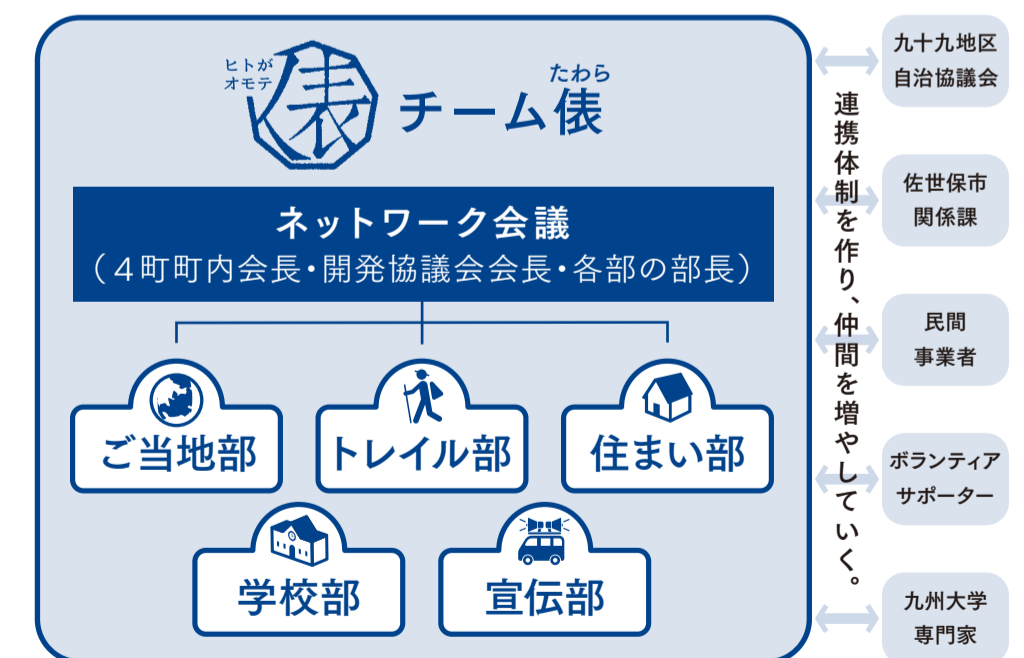 ヒトが
オモテ
俵
たわら
チーム俵
ネットワーク会議
（4町町内会長・開発協議会会長・各部の部長）
ご当地部
トレイル部
住まい部
学校部
宣伝部
連携体制を作り、仲間を増やしていく。
九十九地区
自治協議会
佐世保市
関係課
民間
事業者
ボランティア
サポーター
九州大学
専門家